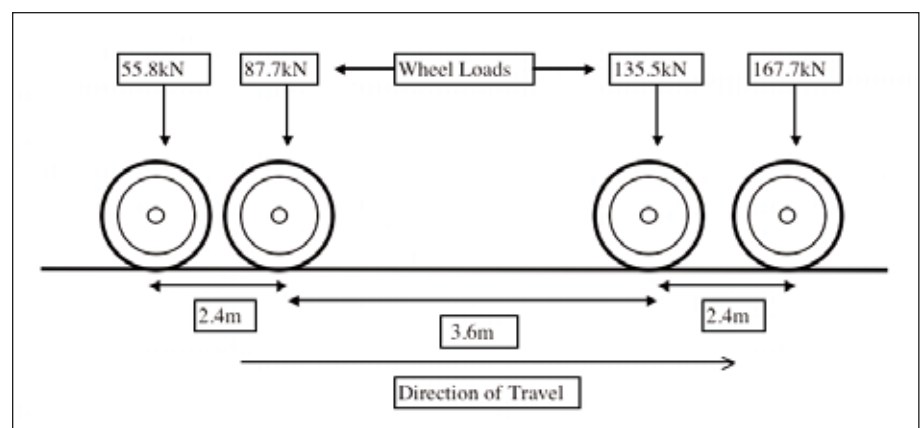 55.8kN 87.7kN Wheel Loads 135.5kN 167.7kN
2.4m 2.4m
3.6m
Direction of Travel